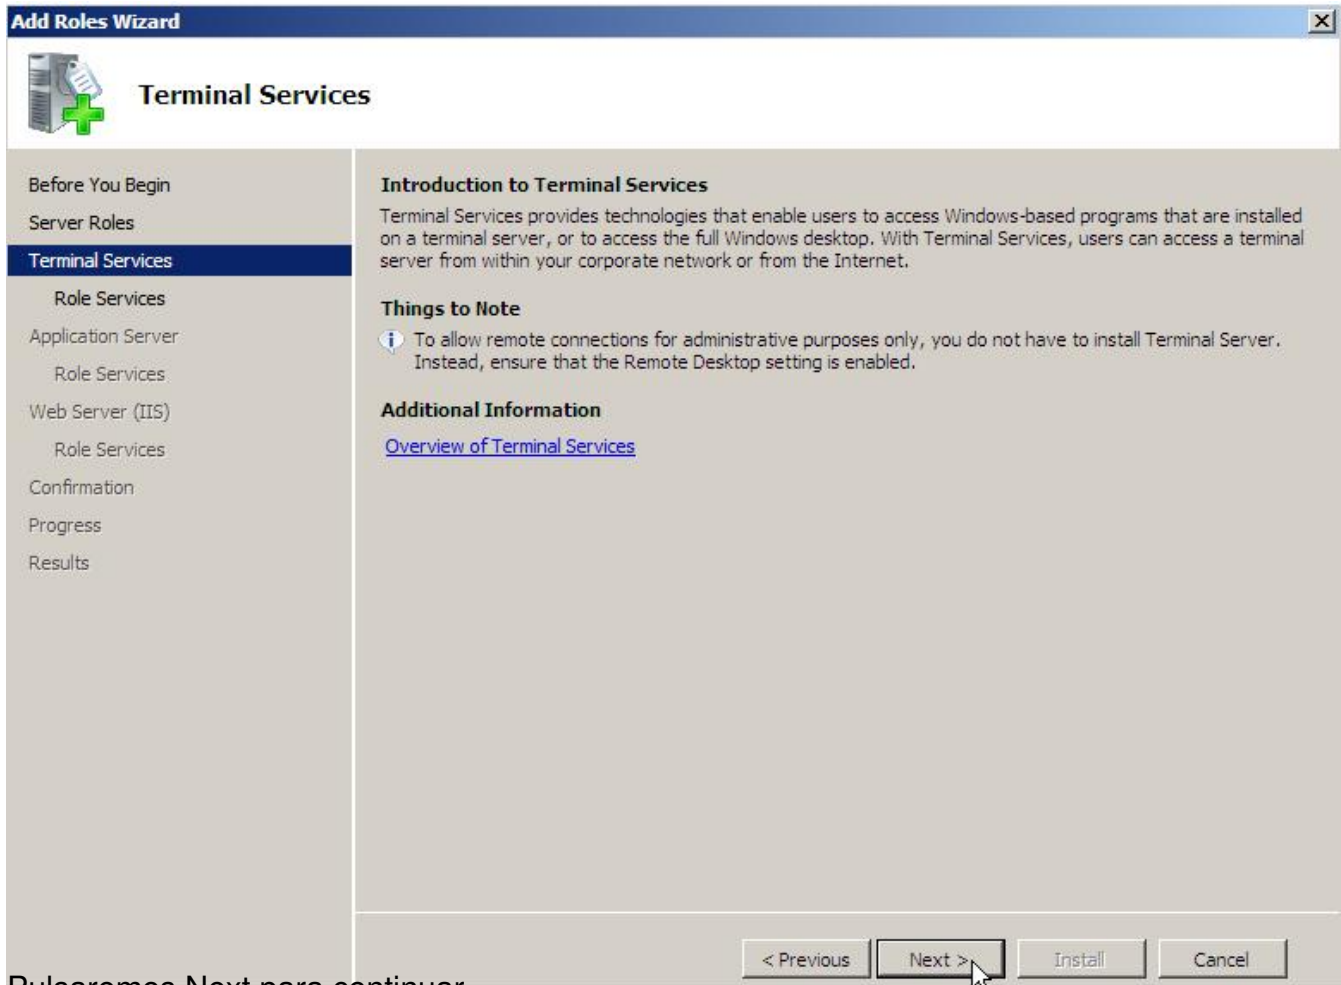 Add Roles Wizard
Terminal Services
Before You Begin
Server Roles
Terminal Services
Role Services
Application Server
Role Services
Web Server (IIS)
Role Services
Confirmation
Progress
Results
Introduction to Terminal Services
Terminal Services provides technologies that enable users to access Windows-based programs that are installed
on a terminal server, or to access the full Windows desktop. With Terminal Services, users can access a terminal
server from within your corporate network or from the Internet.
Things to Note
To allow remote connections for administrative purposes only, you do not have to install Terminal Server.
Instead, ensure that the Remote Desktop setting is enabled.
Additional Information
Overview of Terminal Services
< Previous
Next >
Install
Cancel
Pulsaremos Next para continuar